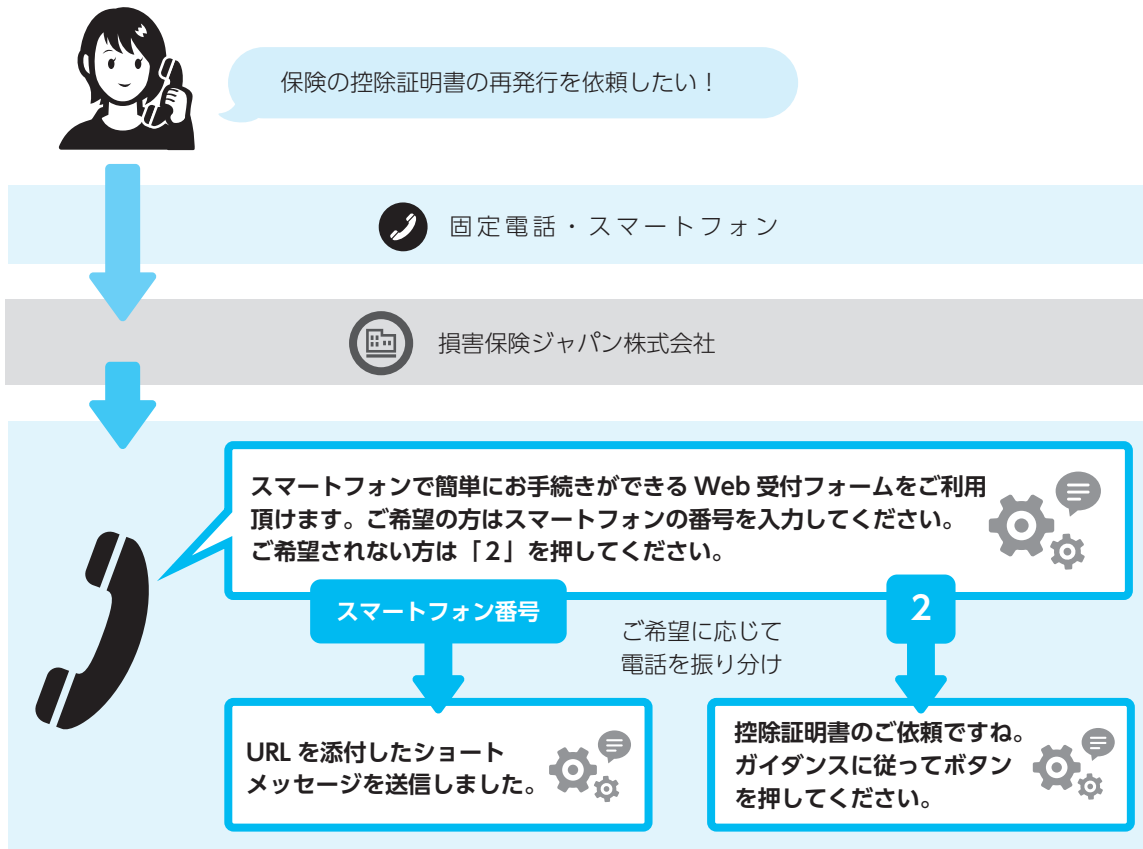 保険の控除証明書の再発行を依頼したい！
固定電話・スマートフォン
損害保険ジャパン株式会社
スマートフォンで簡単にお手続きができる Web 受付フォームをご利用
頂けます。ご希望の方はスマートフォンの番号を入力してください。
ご希望されない方は「2」を押してください。
スマートフォン番号
ご希望に応じて
電話を振り分け
2
URL を添付したショート
メッセージを送信しました。
控除証明書のご依頼ですね。
ガイダンスに従ってボタン
を押してください。